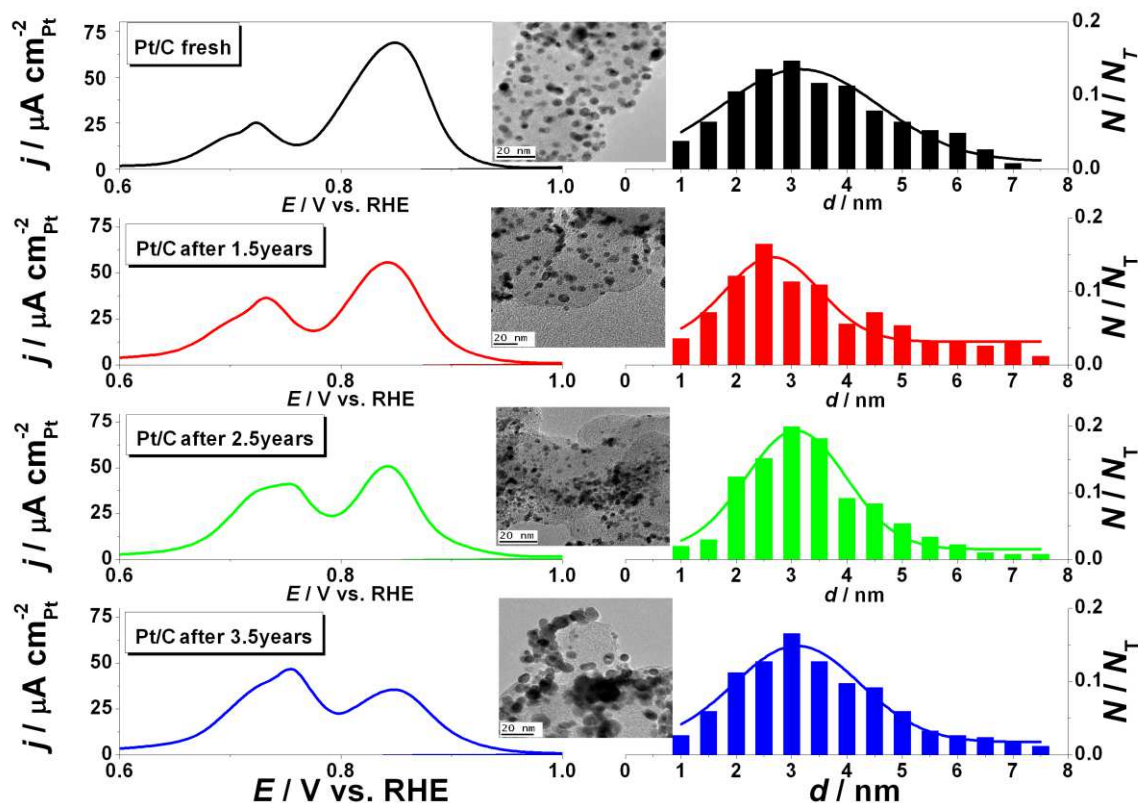 j / μA cm⁻²Pt
75
50
25
0
Pt/C fresh
20 nm
0.2
0.1
0.0
N / NT
0.6 0.8 1.0 0 1 2 3 4 5 6 7 8
E / V vs. RHE d / nm
j / μA cm⁻²Pt
75
50
25
0
Pt/C after 1.5years
20 nm
0.2
0.1
0.0
N / NT
0.6 0.8 1.0 0 1 2 3 4 5 6 7 8
E / V vs. RHE d / nm
j / μA cm⁻²Pt
75
50
25
0
Pt/C after 2.5years
20 nm
0.2
0.1
0.0
N / NT
0.6 0.8 1.0 0 1 2 3 4 5 6 7 8
E / V vs. RHE d / nm
j / μA cm⁻²Pt
75
50
25
0
Pt/C after 3.5years
20 nm
0.2
0.1
0.0
N / NT
0.6 0.8 1.0 0 1 2 3 4 5 6 7 8
E / V vs. RHE d / nm